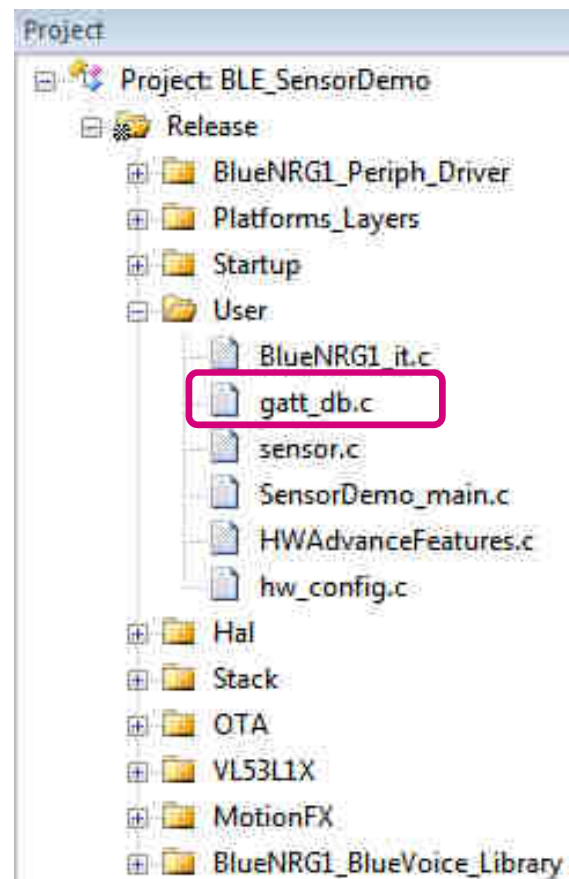 Project
Project: BLE_SensorDemo
Release
BlueNRG1_Periph_Driver
Platforms_Layers
Startup
User
BlueNRG1_it.c
gatt_db.c
sensor.c
SensorDemo_main.c
HWAdvanceFeatures.c
hw_config.c
Hal
Stack
OTA
VL53L1X
MotionFX
BlueNRG1_BlueVoice_Library